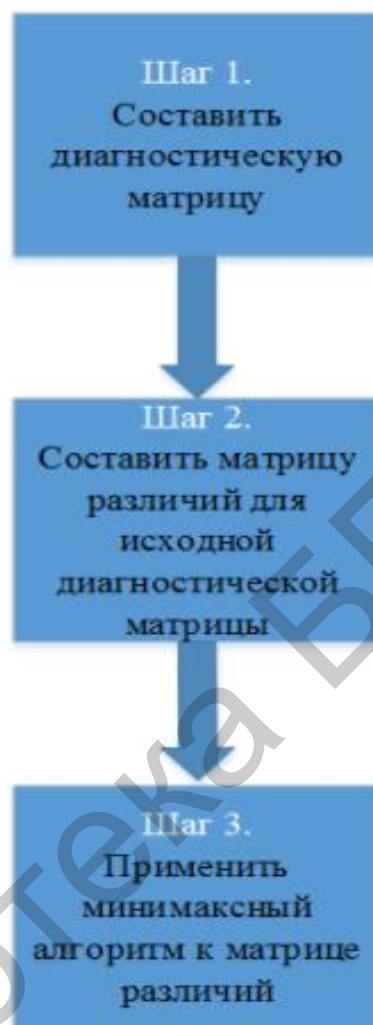 Шаг 1.
Составить
диагностическую
матрицу
Шаг 2.
Составить матрицу
различий для
исходной
диагностической
матрицы
Шаг 3.
Применить
минимаксный
алгоритм к матрице
различий